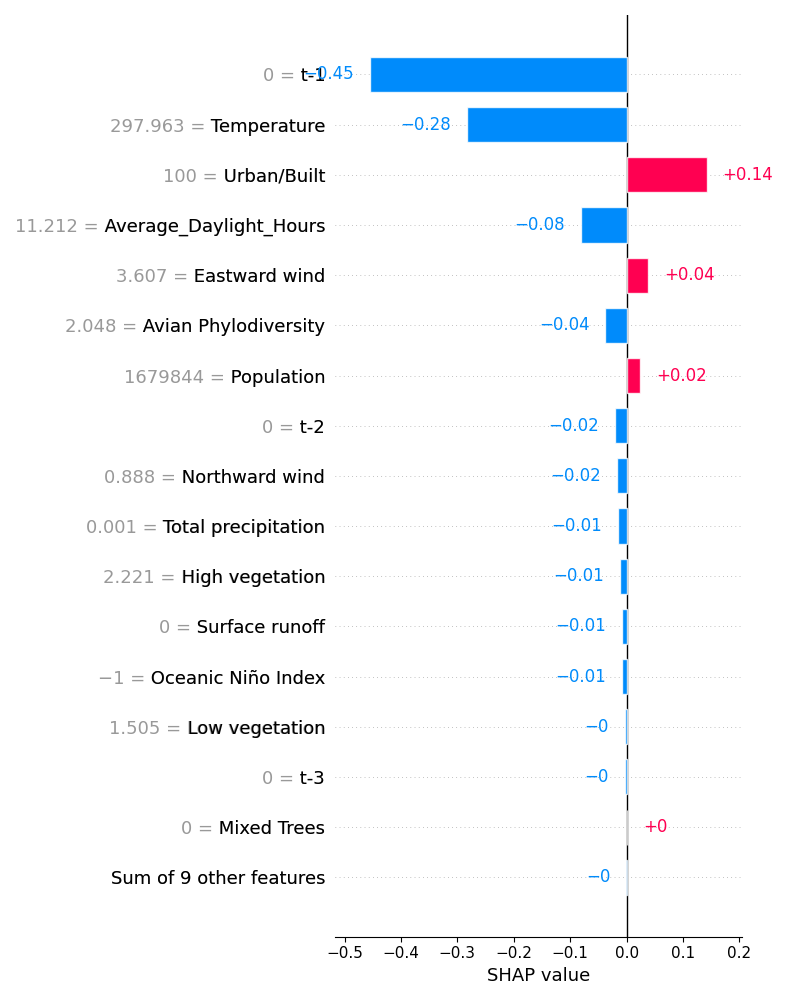 0 = t-1 −0.45
297.963 = Temperature −0.28
100 = Urban/Built +0.14
11.212 = Average_Daylight_Hours −0.08
3.607 = Eastward wind +0.04
2.048 = Avian Phylodiversity −0.04
1679844 = Population +0.02
0 = t-2 −0.02
0.888 = Northward wind −0.02
0.001 = Total precipitation −0.01
2.221 = High vegetation −0.01
0 = Surface runoff −0.01
−1 = Oceanic Niño Index −0.01
1.505 = Low vegetation −0
0 = t-3 −0
0 = Mixed Trees +0
Sum of 9 other features −0
−0.5 −0.4 −0.3 −0.2 −0.1 0.0 0.1 0.2
SHAP value